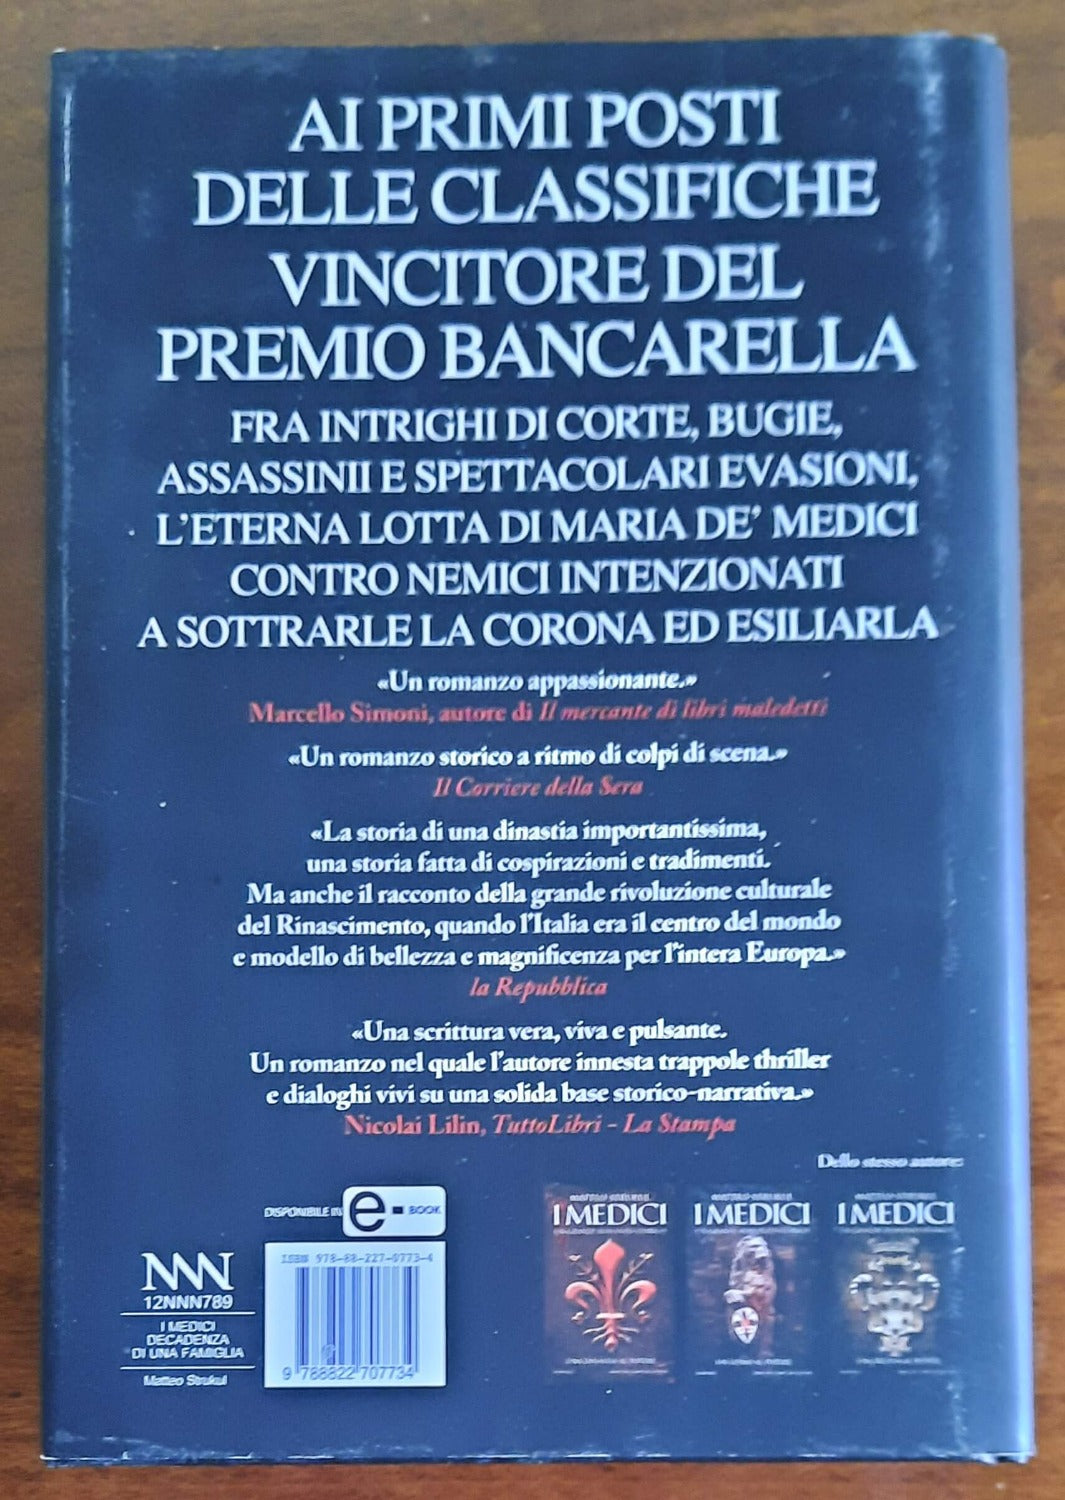 AI PRIMI POSTI
DELLE CLASSIFICHE
VINCITORE DEL
PREMIO BANCARELLA
FRA INTRIGHI DI CORTE, BUGIE,
ASSASSINII E SPETTACOLARI EVASIONI,
L'ETERNA LOTTA DI MARIA DE' MEDICI
CONTRO NEMICI INTENZIONATI
A SOTTRARLE LA CORONA ED ESILIARLA
«Un romanzo appassionante.»
Marcello Simoni, autore di Il mercante di libri maledetti
«Un romanzo storico a ritmo di colpi di scena.»
Il Corriere della Sera
«La storia di una dinastia importantissima,
una storia fatta di cospirazioni e tradimenti.
Ma anche il racconto della grande rivoluzione culturale
del Rinascimento, quando l'Italia era il centro del mondo
e modello di bellezza e magnificenza per l'intera Europa.»
la Repubblica
«Una scrittura vera, viva e pulsante.
Un romanzo nel quale l'autore innesta trappole thriller
e dialoghi vivi su una solida base storico-narrativa.»
Nicolai Lilin, TuttoLibri - La Stampa
Dello stesso autore:
DISPONIBILE IN e-BOOK
I MEDICI
I MEDICI
I MEDICI
ISBN 978-88-227-0773-4
9 788822 707734
NNN
12NNN789
I MEDICI
DECADENZA
DI UNA FAMIGLIA
Matteo Strukul